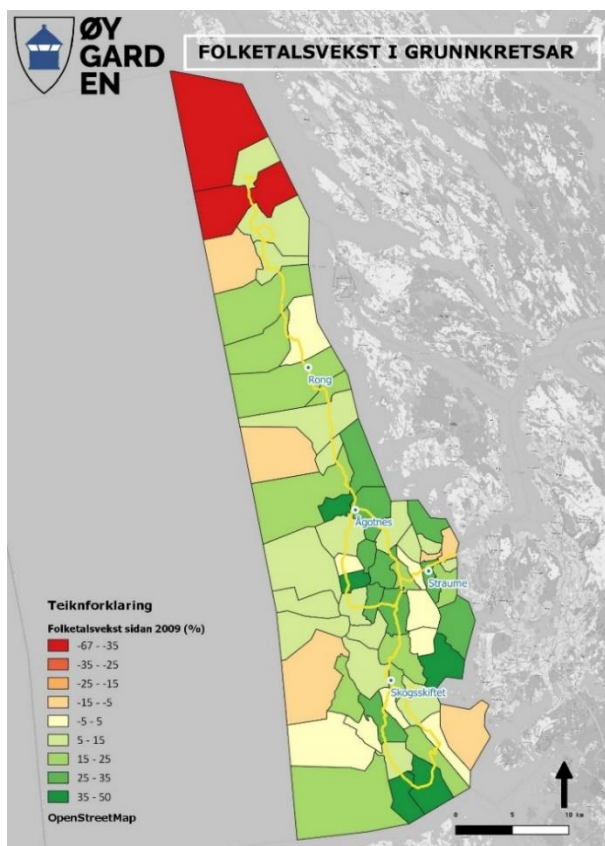 ØY
GARD
EN
FOLKETALSVEKST I GRUNNKRETSAR
Rong
Ågotnes
Straume
Skogsskiftet
Teiknforklaring
Folketalsvekst sidan 2009 (%)
-67 - -35
-35 - -25
-25 - -15
-15 - -5
-5 - 5
5 - 15
15 - 25
25 - 35
35 - 50
OpenStreetMap
0 5 10 km